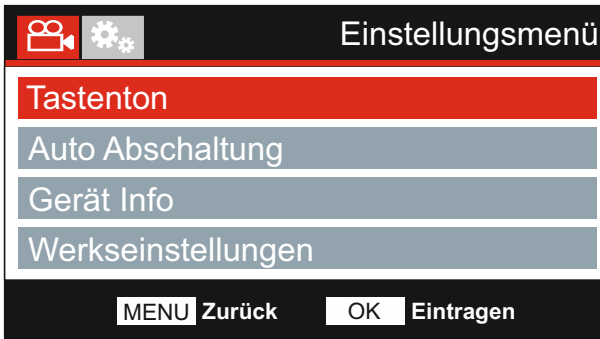 Einstellungsmenü
Tastenton
Auto Abschaltung
Gerät Info
Werkseinstellungen
MENU Zurück OK Eintragen